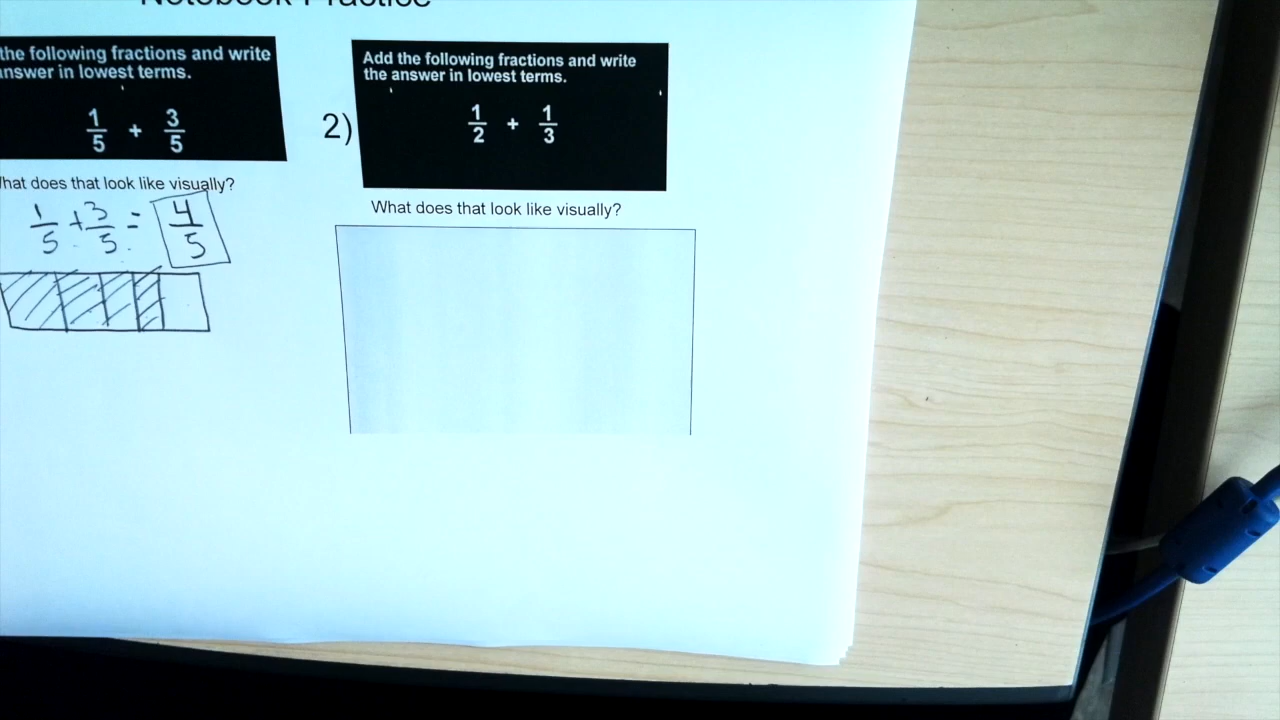 Notebook Practice
the following fractions and write
answer in lowest terms.
1/5 + 3/5
What does that look like visually?
1/5 + 3/5 = 4/5
2)
Add the following fractions and write
the answer in lowest terms.
1/2 + 1/3
What does that look like visually?